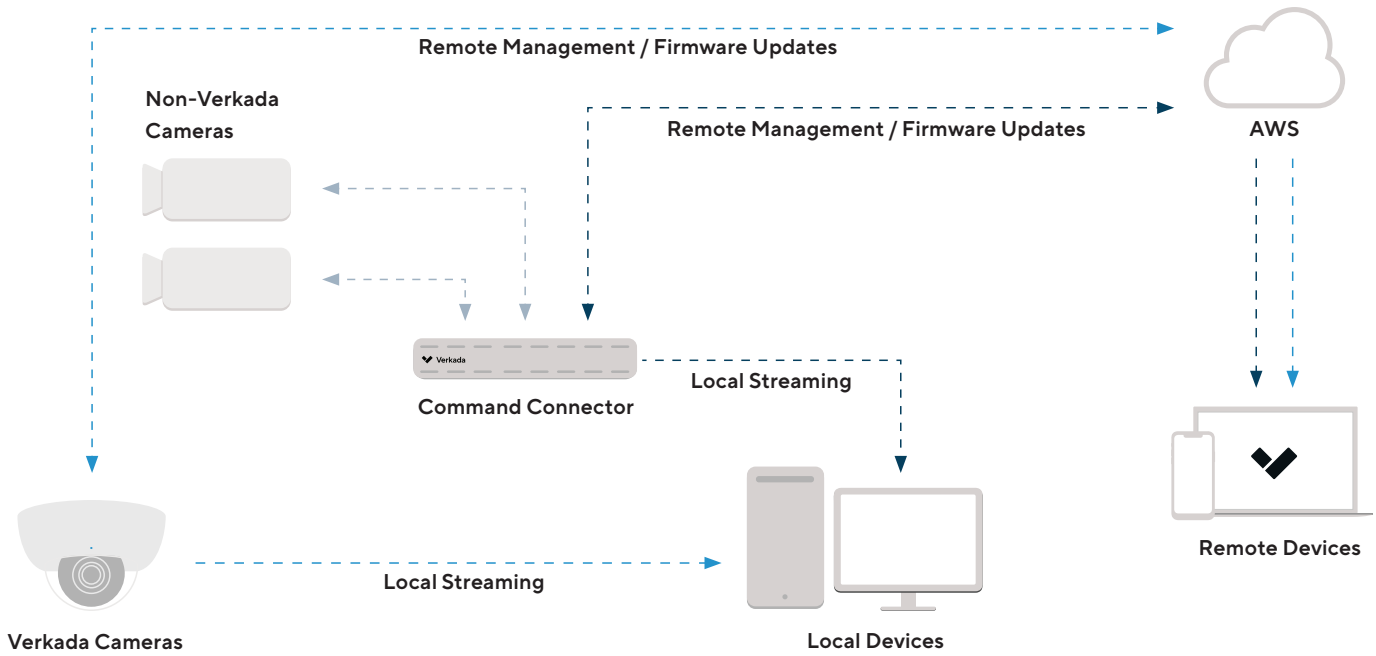 Remote Management / Firmware Updates
Non-Verkada
Cameras
Remote Management / Firmware Updates
AWS
Verkada
Local Streaming
Command Connector
Remote Devices
Local Streaming
Verkada Cameras
Local Devices